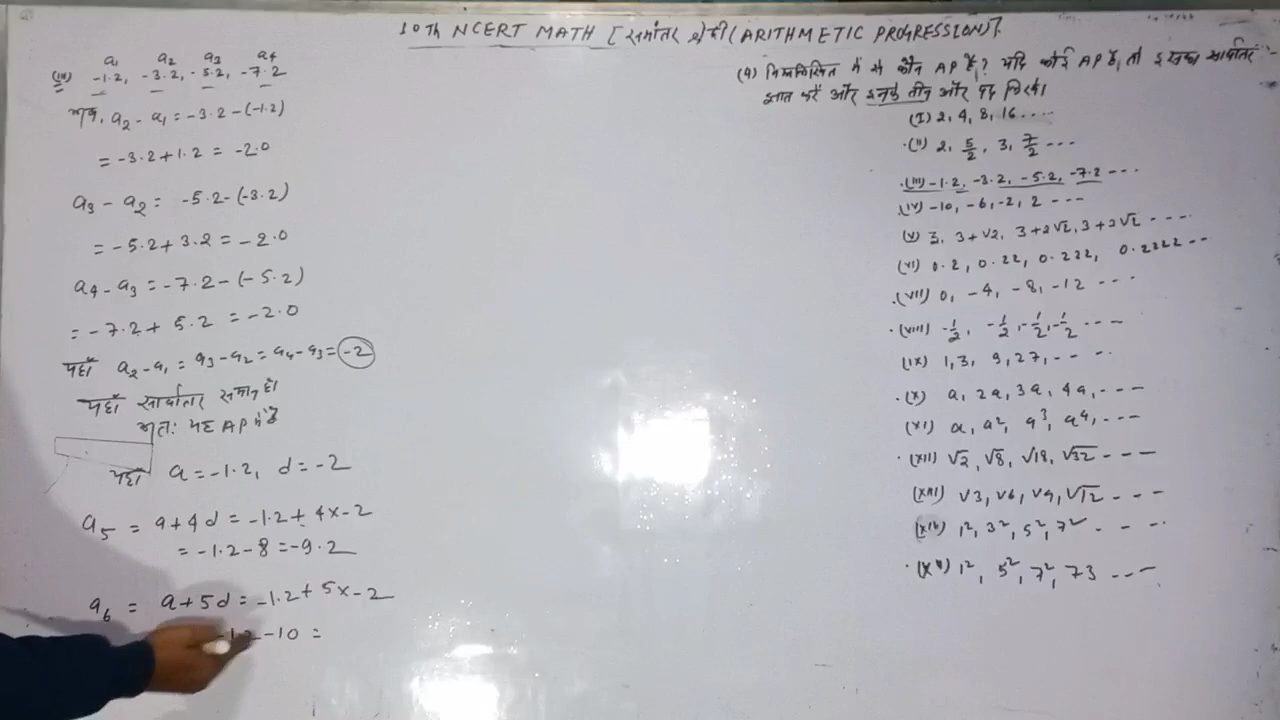 10th NCERT MATH [समांतर श्रेढ़ी (ARITHMETIC PROGRESSION)].
a₁ a₂ a₃ a₄
(iii) -1.2, -3.2, -5.2, -7.2
a₂ - a₁ = -3.2 - (-1.2)
= -3.2 + 1.2 = -2.0
a₃ - a₂ = -5.2 - (-3.2)
= -5.2 + 3.2 = -2.0
a₄ - a₃ = -7.2 - (-5.2)
= -7.2 + 5.2 = -2.0
यहाँ a₂ - a₁ = a₃ - a₂ = a₄ - a₃ = -2
यहाँ सार्वांतर समान है।
अतः यह AP में है
यहाँ a = -1.2, d = -2
a₅ = a + 4d = -1.2 + 4x-2
= -1.2 - 8 = -9.2
a₆ = a + 5d = -1.2 + 5x-2
-1.2 - 10 =
निम्नलिखित में से कौन AP है? यदि कोई AP है, तो इसका सार्वांतर
ज्ञात करें और इनके तीन और पद लिखें।
(I) 2, 4, 8, 16 ....
(II) 2, 5/2, 3, 7/2 ---
(III) -1.2, -3.2, -5.2, -7.2 ---
(IV) -10, -6, -2, 2 ---
(V) 3, 3+√2, 3+2√2, 3+3√2 ---
(VI) 0.2, 0.22, 0.222, 0.2222 ---
(VII) 0, -4, -8, -12 ---
(VIII) -1/2, -1/2, -1/2, -1/2 ---
(IX) 1, 3, 9, 27, ---
(X) a, 2a, 3a, 4a, ---
(XI) a, a², a³, a⁴, ---
(XII) √2, √8, √18, √32 ---
(XIII) √3, √6, √9, √12 ---
(XIV) 1², 3², 5², 7² ---
(XV) 1², 5², 7², 73 ---